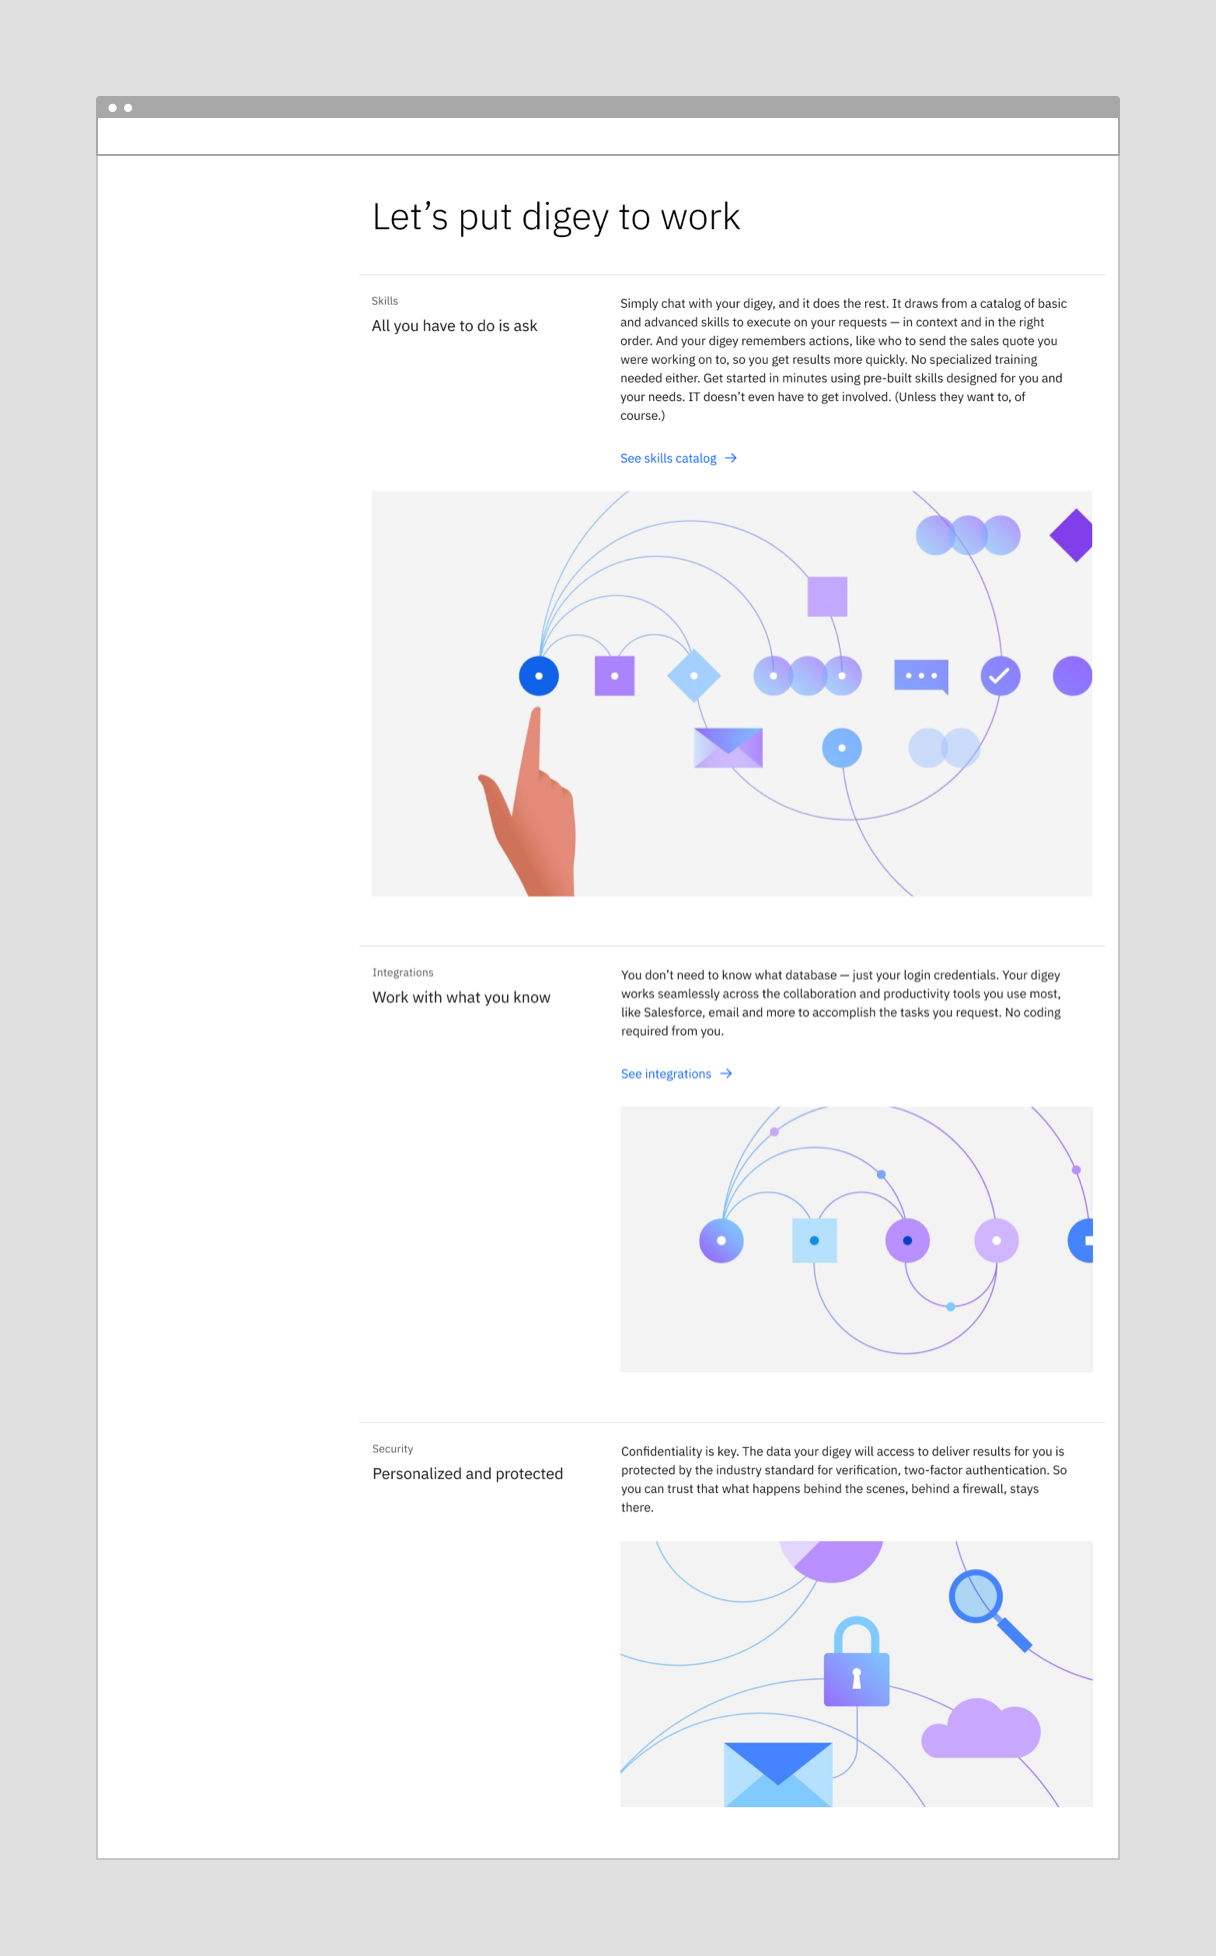 Let’s put digey to work
Skills
All you have to do is ask
Simply chat with your digey, and it does the rest. It draws from a catalog of basic
and advanced skills to execute on your requests — in context and in the right
order. And your digey remembers actions, like who to send the sales quote you
were working on to, so you get results more quickly. No specialized training
needed either. Get started in minutes using pre-built skills designed for you and
your needs. IT doesn’t even have to get involved. (Unless they want to, of
course.)
See skills catalog →
Integrations
Work with what you know
You don’t need to know what database — just your login credentials. Your digey
works seamlessly across the collaboration and productivity tools you use most,
like Salesforce, email and more to accomplish the tasks you request. No coding
required from you.
See integrations →
Security
Personalized and protected
Confidentiality is key. The data your digey will access to deliver results for you is
protected by the industry standard for verification, two-factor authentication. So
you can trust that what happens behind the scenes, behind a firewall, stays
there.